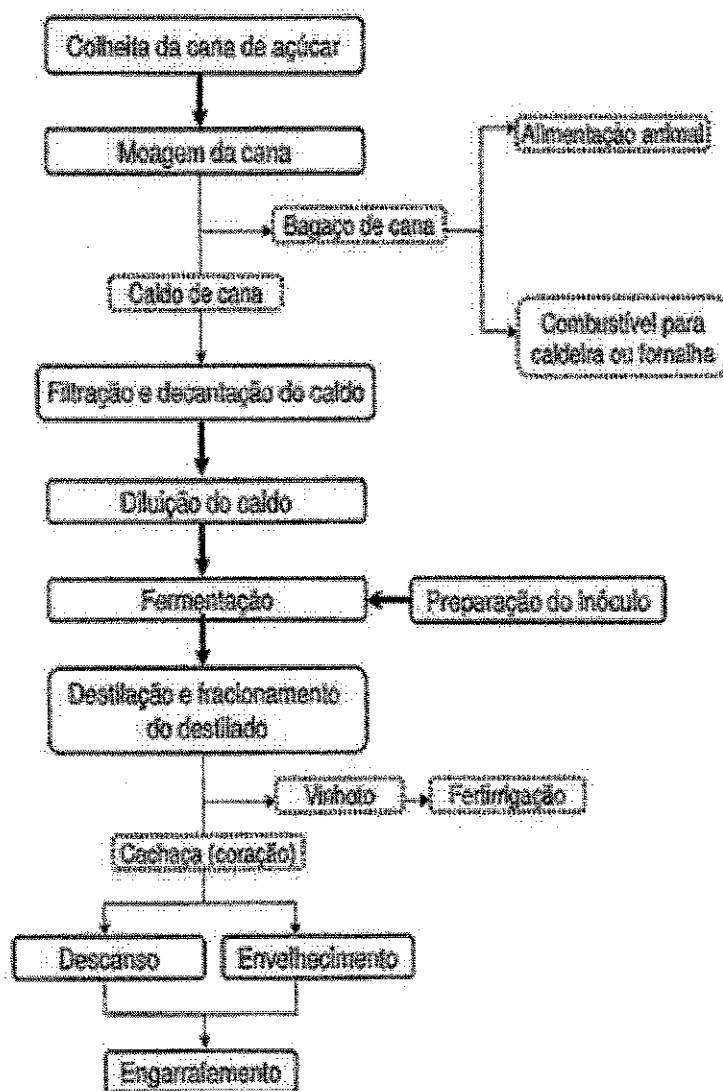 Colheita da cana de açúcar
Moagem da cana
Alimentação animal
Bagaço de cana
Caldo de cana
Combustível para
caldeira ou fornalha
Filtração e decantação do caldo
Diluição do caldo
Fermentação
Preparação do inóculo
Destilação e fracionamento
do destilado
Vinhoto
Fertirrigação
Cachaça (coração)
Descanso
Envelhecimento
Engarrafamento